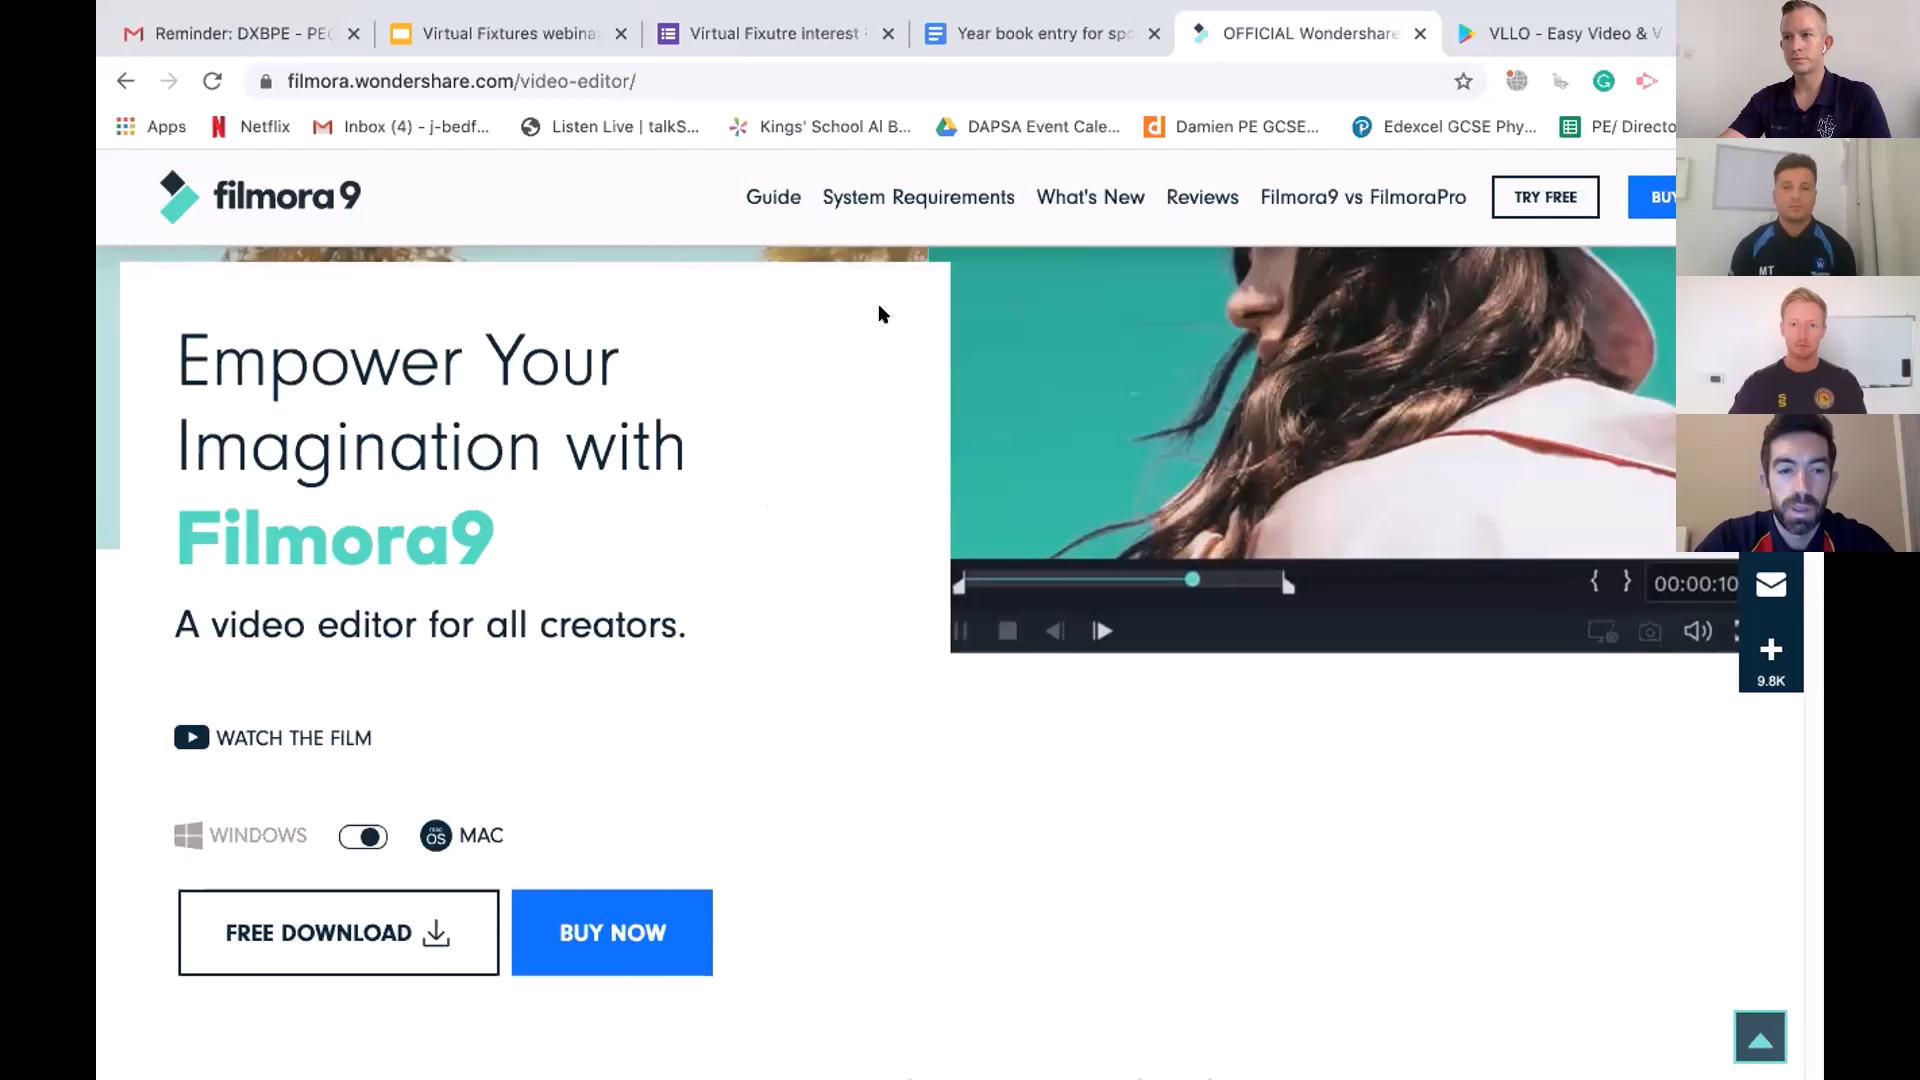 Reminder: DXBPE - PE
Virtual Fixtures webina
Virtual Fixutre interest
Year book entry for spo
OFFICIAL Wondershare
VLLO - Easy Video & V
filmora.wondershare.com/video-editor/
Apps
Netflix
Inbox (4) - j-bedf...
Listen Live | talkS...
Kings' School Al B...
DAPSA Event Cale...
Damien PE GCSE...
Edexcel GCSE Phy...
PE/ Directo
filmora9
Guide
System Requirements
What's New
Reviews
Filmora9 vs FilmoraPro
TRY FREE
BUY
Empower Your
Imagination with
Filmora9
A video editor for all creators.
WATCH THE FILM
WINDOWS
MAC
FREE DOWNLOAD
BUY NOW
{ }
00:00:10
9.8K
MT